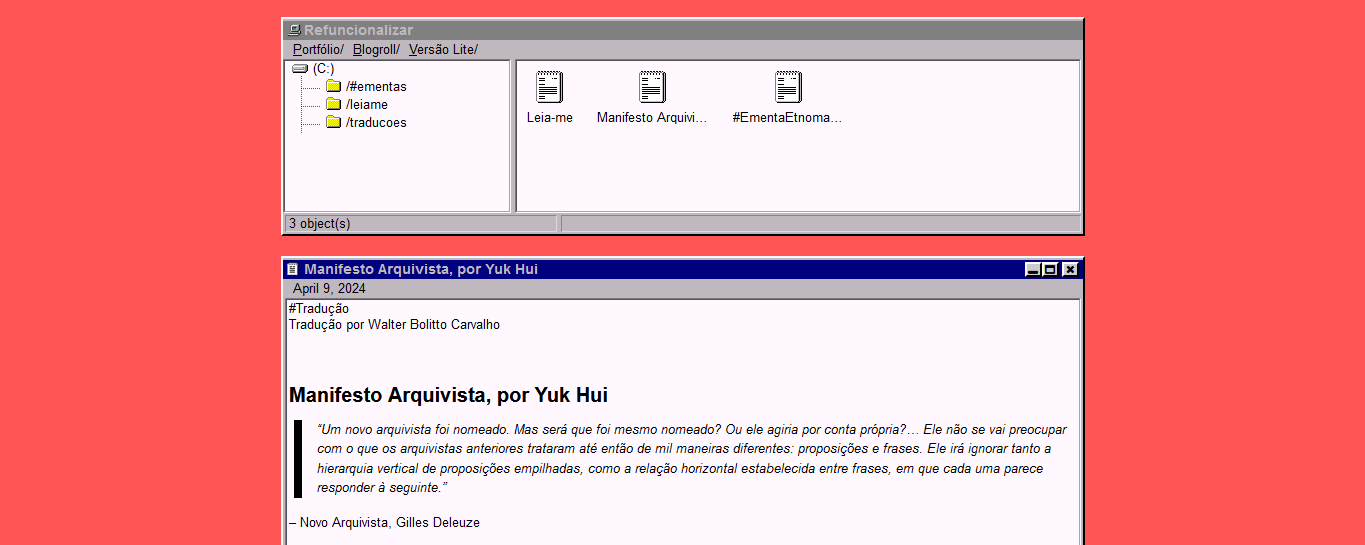 Refuncionalizar
Portfólio/ Blogroll/ Versão Lite/
(C:)
/#ementas
/leiame
/traducoes
Leia-me
Manifesto Arquivi...
#EmentaEtnoma...
3 object(s)
Manifesto Arquivista, por Yuk Hui
April 9, 2024
#Tradução
Tradução por Walter Bolitto Carvalho
Manifesto Arquivista, por Yuk Hui
“Um novo arquivista foi nomeado. Mas será que foi mesmo nomeado? Ou ele agiria por conta própria?… Ele não se vai preocupar
com o que os arquivistas anteriores trataram até então de mil maneiras diferentes: proposições e frases. Ele irá ignorar tanto a
hierarquia vertical de proposições empilhadas, como a relação horizontal estabelecida entre frases, em que cada uma parece
responder à seguinte.”
– Novo Arquivista, Gilles Deleuze